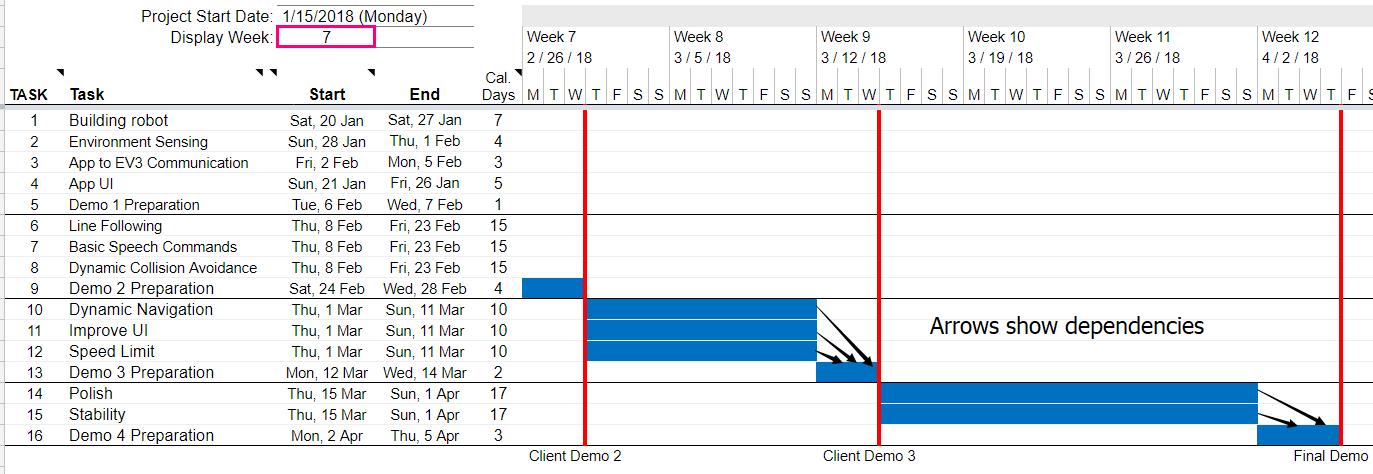 Project Start Date: 1/15/2018 (Monday)
Display Week: 7
Week 7 Week 8 Week 9 Week 10 Week 11 Week 12
2 / 26 / 18 3 / 5 / 18 3 / 12 / 18 3 / 19 / 18 3 / 26 / 18 4 / 2 / 18
TASK Task Start End Cal. Days M T W T F S S M T W T F S S M T W T F S S M T W T F S S M T W T F S S M T W T F S
1 Building robot Sat, 20 Jan Sat, 27 Jan 7
2 Environment Sensing Sun, 28 Jan Thu, 1 Feb 4
3 App to EV3 Communication Fri, 2 Feb Mon, 5 Feb 3
4 App UI Sun, 21 Jan Fri, 26 Jan 5
5 Demo 1 Preparation Tue, 6 Feb Wed, 7 Feb 1
6 Line Following Thu, 8 Feb Fri, 23 Feb 15
7 Basic Speech Commands Thu, 8 Feb Fri, 23 Feb 15
8 Dynamic Collision Avoidance Thu, 8 Feb Fri, 23 Feb 15
9 Demo 2 Preparation Sat, 24 Feb Wed, 28 Feb 4
10 Dynamic Navigation Thu, 1 Mar Sun, 11 Mar 10
11 Improve UI Thu, 1 Mar Sun, 11 Mar 10
Arrows show dependencies
12 Speed Limit Thu, 1 Mar Sun, 11 Mar 10
13 Demo 3 Preparation Mon, 12 Mar Wed, 14 Mar 2
14 Polish Thu, 15 Mar Sun, 1 Apr 17
15 Stability Thu, 15 Mar Sun, 1 Apr 17
16 Demo 4 Preparation Mon, 2 Apr Thu, 5 Apr 3
Client Demo 2 Client Demo 3 Final Demo